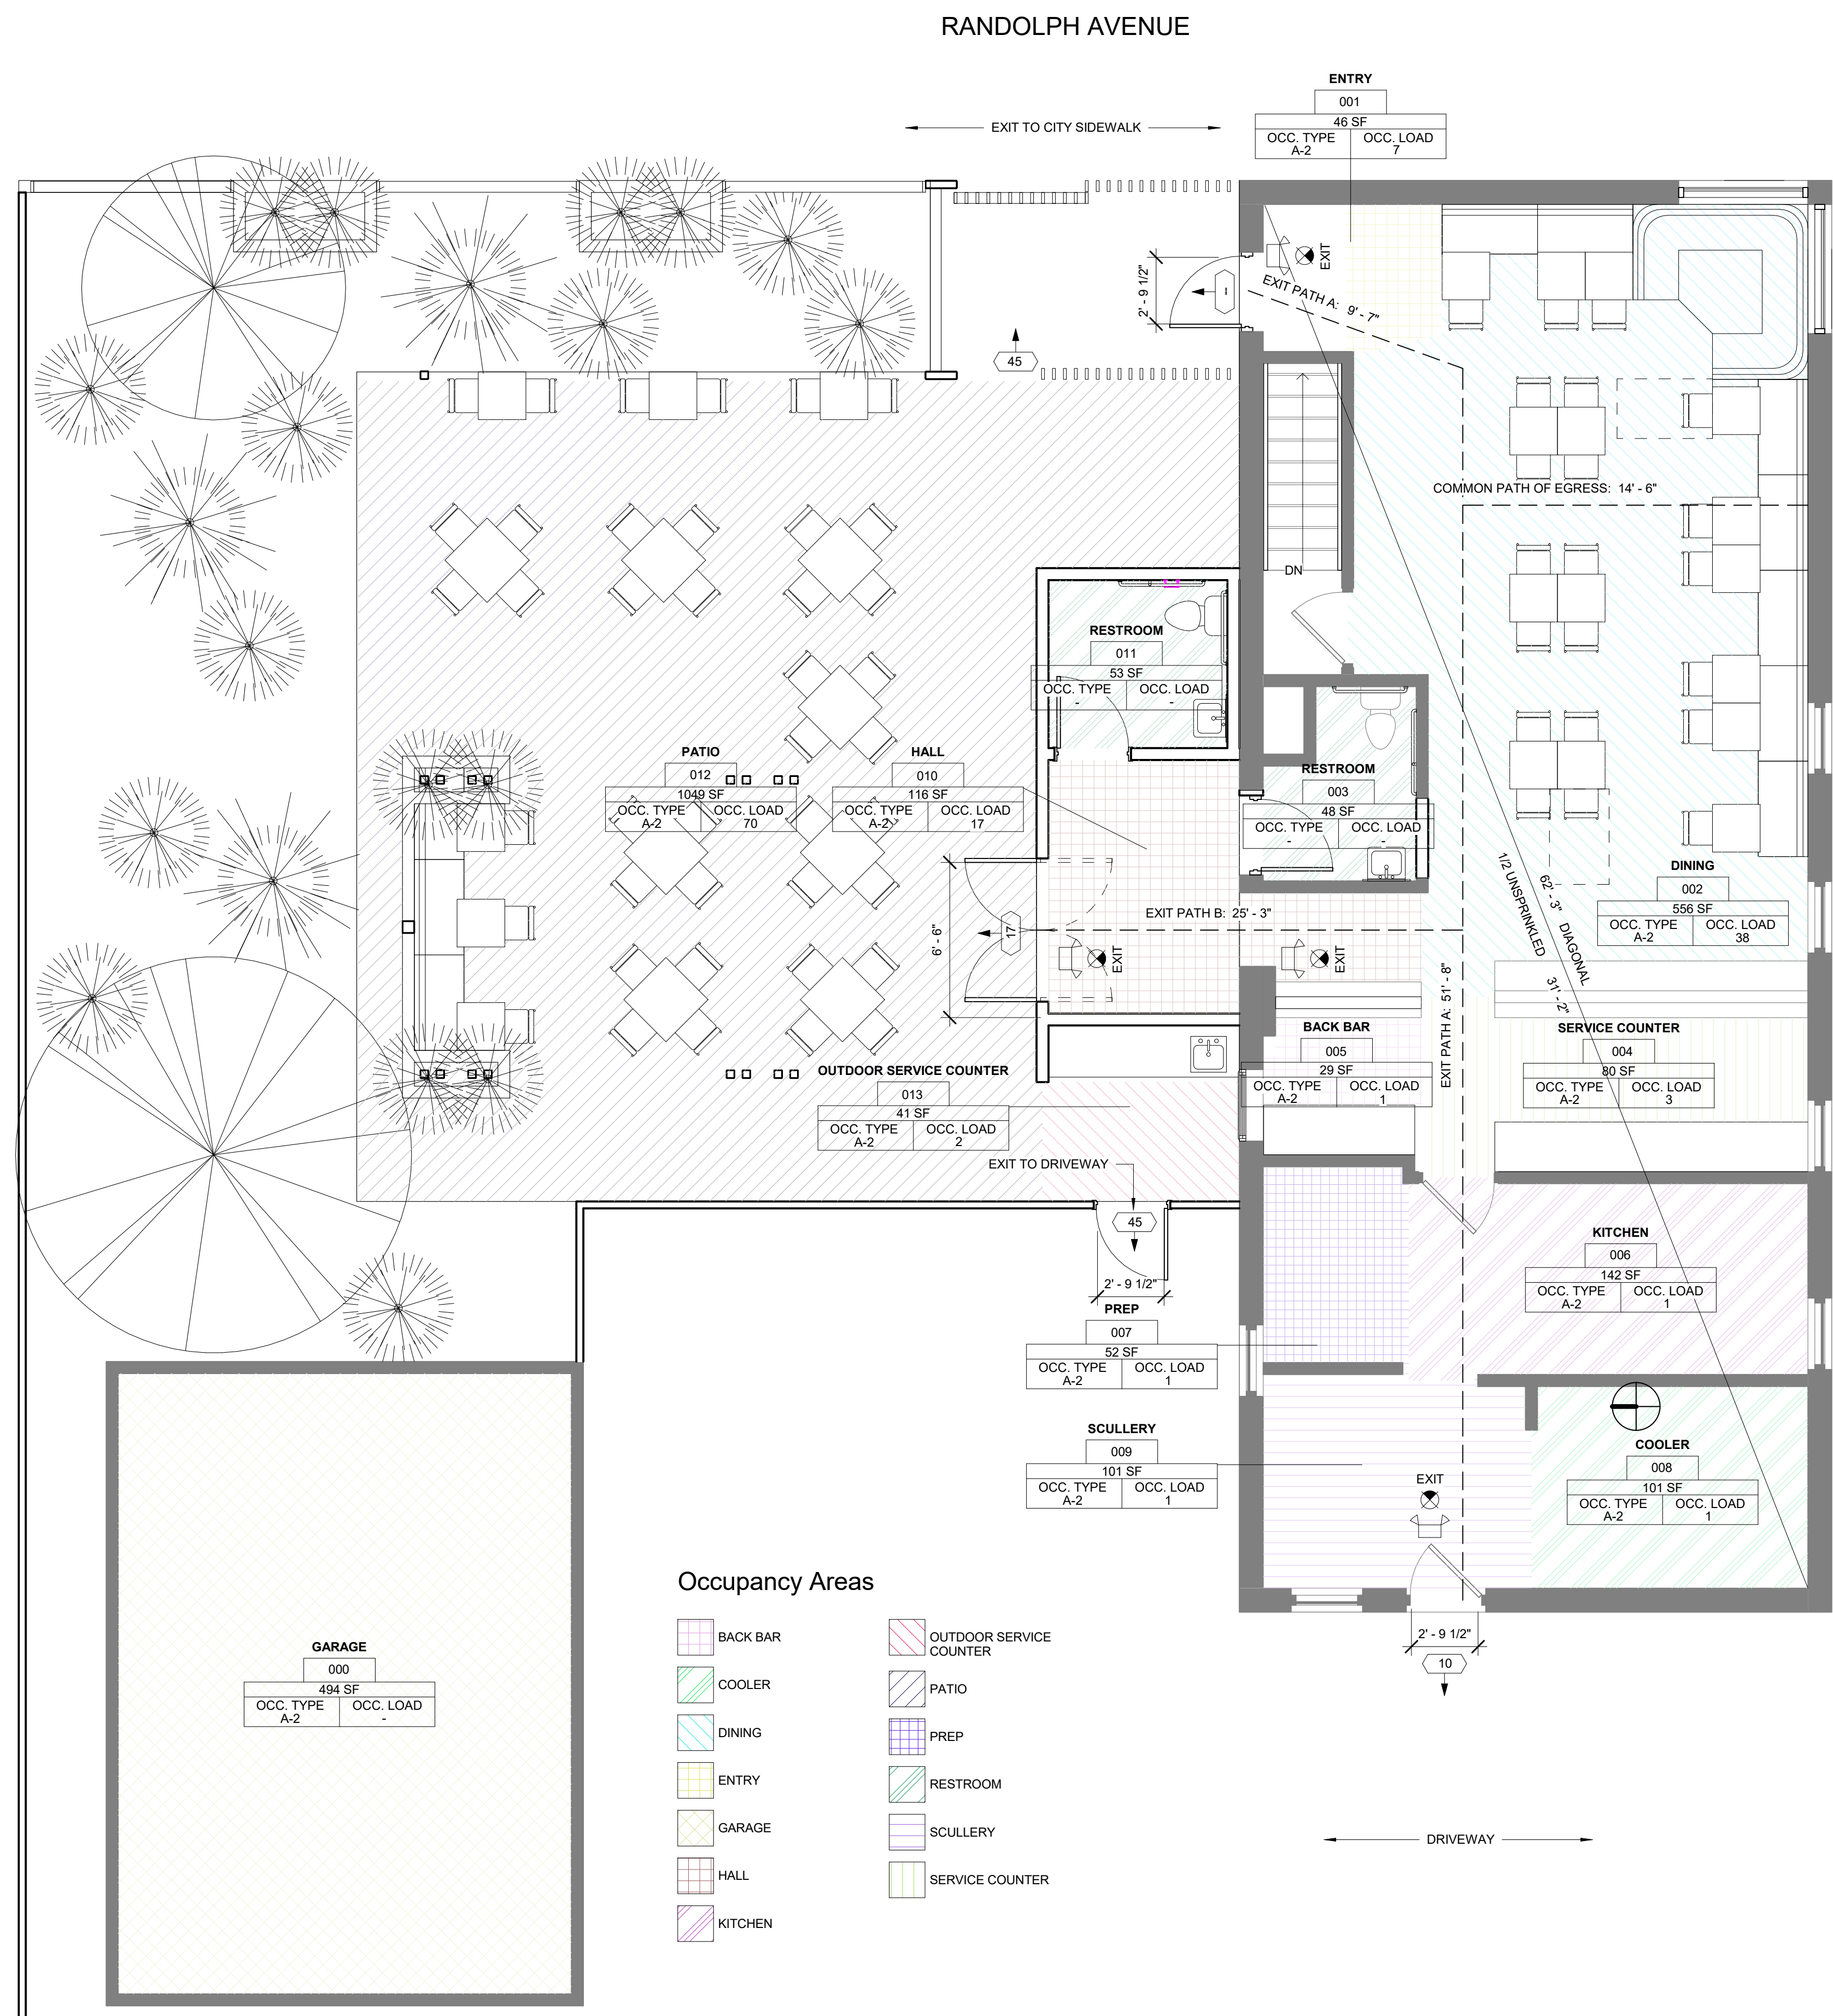 RANDOLPH AVENUE
ENTRY
001
46 SF
OCC. TYPE
A-2
OCC. LOAD
7
EXIT TO CITY SIDEWALK
2' - 9 1/2"
EXIT
EXIT PATH A: 9' - 7"
45
COMMON PATH OF EGRESS: 14' - 6"
DN
RESTROOM
011
53 SF
OCC. TYPE
-
OCC. LOAD
-
PATIO
012
1049 SF
OCC. TYPE
A-2
OCC. LOAD
70
HALL
010
116 SF
OCC. TYPE
A-2
OCC. LOAD
17
RESTROOM
003
48 SF
OCC. TYPE
-
OCC. LOAD
-
DINING
002
556 SF
OCC. TYPE
A-2
OCC. LOAD
38
1/2 UNSPRINKLED 31' - 2"
62' - 3" DIAGONAL
EXIT PATH B: 25' - 3"
17
6' - 6"
EXIT
EXIT
EXIT PATH A: 51' - 8"
BACK BAR
005
29 SF
OCC. TYPE
A-2
OCC. LOAD
1
SERVICE COUNTER
004
80 SF
OCC. TYPE
A-2
OCC. LOAD
3
OUTDOOR SERVICE COUNTER
013
41 SF
OCC. TYPE
A-2
OCC. LOAD
2
EXIT TO DRIVEWAY
45
2' - 9 1/2"
KITCHEN
006
142 SF
OCC. TYPE
A-2
OCC. LOAD
1
PREP
007
52 SF
OCC. TYPE
A-2
OCC. LOAD
1
SCULLERY
009
101 SF
OCC. TYPE
A-2
OCC. LOAD
1
COOLER
008
101 SF
OCC. TYPE
A-2
OCC. LOAD
1
EXIT
2' - 9 1/2"
10
GARAGE
000
494 SF
OCC. TYPE
A-2
OCC. LOAD
-
Occupancy Areas
BACK BAR
COOLER
DINING
ENTRY
GARAGE
HALL
KITCHEN
OUTDOOR SERVICE
COUNTER
PATIO
PREP
RESTROOM
SCULLERY
SERVICE COUNTER
DRIVEWAY